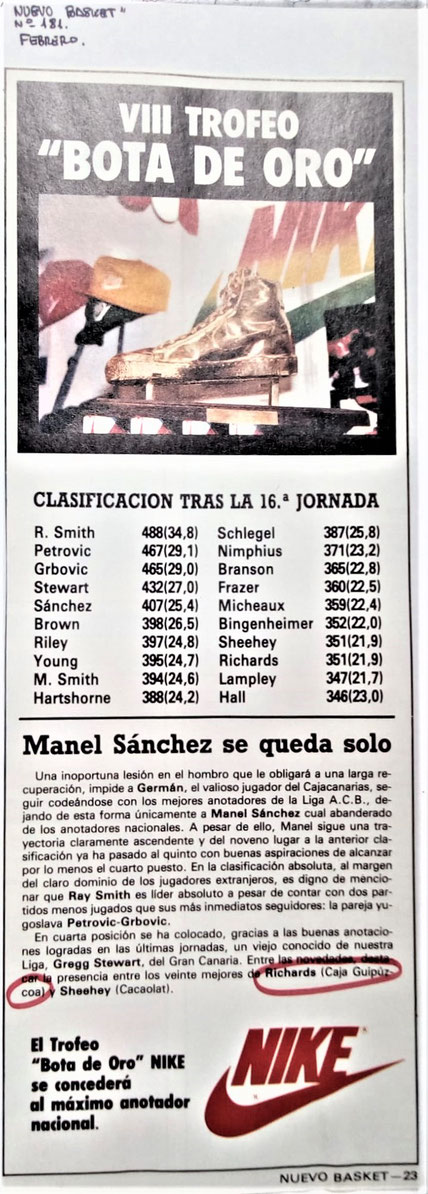 NUEVO BASKET"
Nº 181.
FEBRERO.
VIII TROFEO
"BOTA DE ORO"
NIK
CLASIFICACION TRAS LA 16.ª JORNADA
R. Smith 488(34,8) Schlegel 387(25,8)
Petrovic 467(29,1) Nimphius 371(23,2)
Grbovic 465(29,0) Branson 365(22,8)
Stewart 432(27,0) Frazer 360(22,5)
Sánchez 407(25,4) Micheaux 359(22,4)
Brown 398(26,5) Bingenheimer 352(22,0)
Riley 397(24,8) Sheehey 351(21,9)
Young 395(24,7) Richards 351(21,9)
M. Smith 394(24,6) Lampley 347(21,7)
Hartshorne 388(24,2) Hall 346(23,0)
Manel Sánchez se queda solo
Una inoportuna lesión en el hombro que le obligará a una larga re-
cuperación, impide a Germán, el valioso jugador del Cajacanarias, se-
guir codeándose con los mejores anotadores de la Liga A.C.B., de-
jando de esta forma únicamente a Manel Sánchez cual abanderado
de los anotadores nacionales. A pesar de ello, Manel sigue una tra-
yectoria claramente ascendente y del noveno lugar a la anterior cla-
sificación ya ha pasado al quinto con buenas aspiraciones de alcanzar
por lo menos el cuarto puesto. En la clasificación absoluta, al margen
del claro dominio de los jugadores extranjeros, es digno de mencio-
nar que Ray Smith es líder absoluto a pesar de contar con dos par-
tidos menos jugados que sus más inmediatos seguidores: la pareja yu-
goslava Petrovic-Grbovic.
En cuarta posición se ha colocado, gracias a las buenas anotacio-
nes logradas en las últimas jornadas, un viejo conocido de nuestra
Liga, Gregg Stewart, del Gran Canaria. Entre las novedades, desta-
car la presencia entre los veinte mejores de Richards (Caja Guipúz-
coa) y Sheehey (Cacaolat).
El Trofeo
"Bota de Oro" NIKE
se concederá
al máximo anotador
nacional.
NIKE
NUEVO BASKET—23